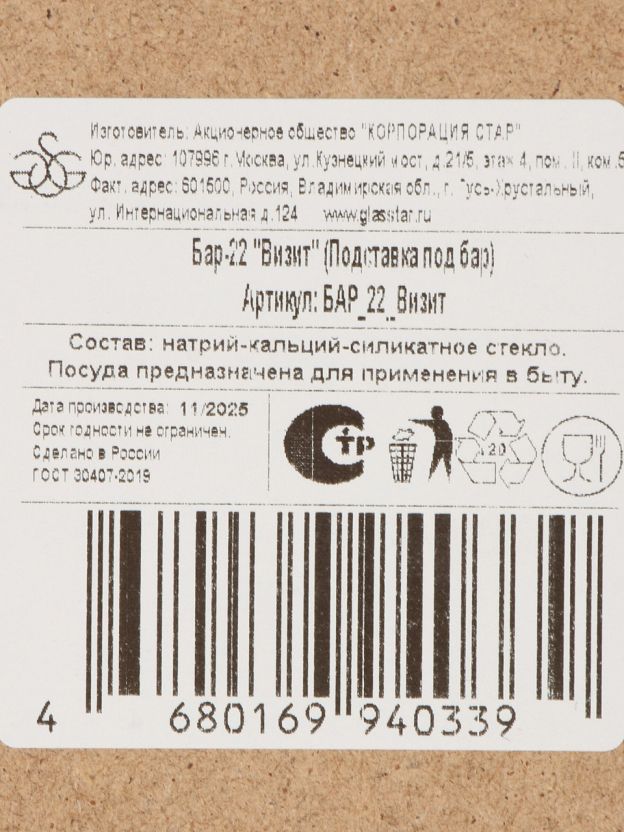 Изготовитель: Акционерное общество "КОРПОРАЦИЯ СТАР"
Юр. адрес: 107996 г.Москва, ул.Кузнецкий мост, д.21/5, этаж 4, пом. II, ком.5
Факт. адрес: 601500, Россия, Владимирская обл., г. Гусь-Хрустальный,
ул. Интернациональная д.124 www.glasstar.ru
Бар-22 "Визит" (Подставка под бар)
Артикул: БАР_22_Визит
Состав: натрий-кальций-силикатное стекло.
Посуда предназначена для применения в быту.
Дата производства: 11/2025
Срок годности не ограничен.
Сделано в России
ГОСТ 30407-2019
СТР
20
4 680169 940339